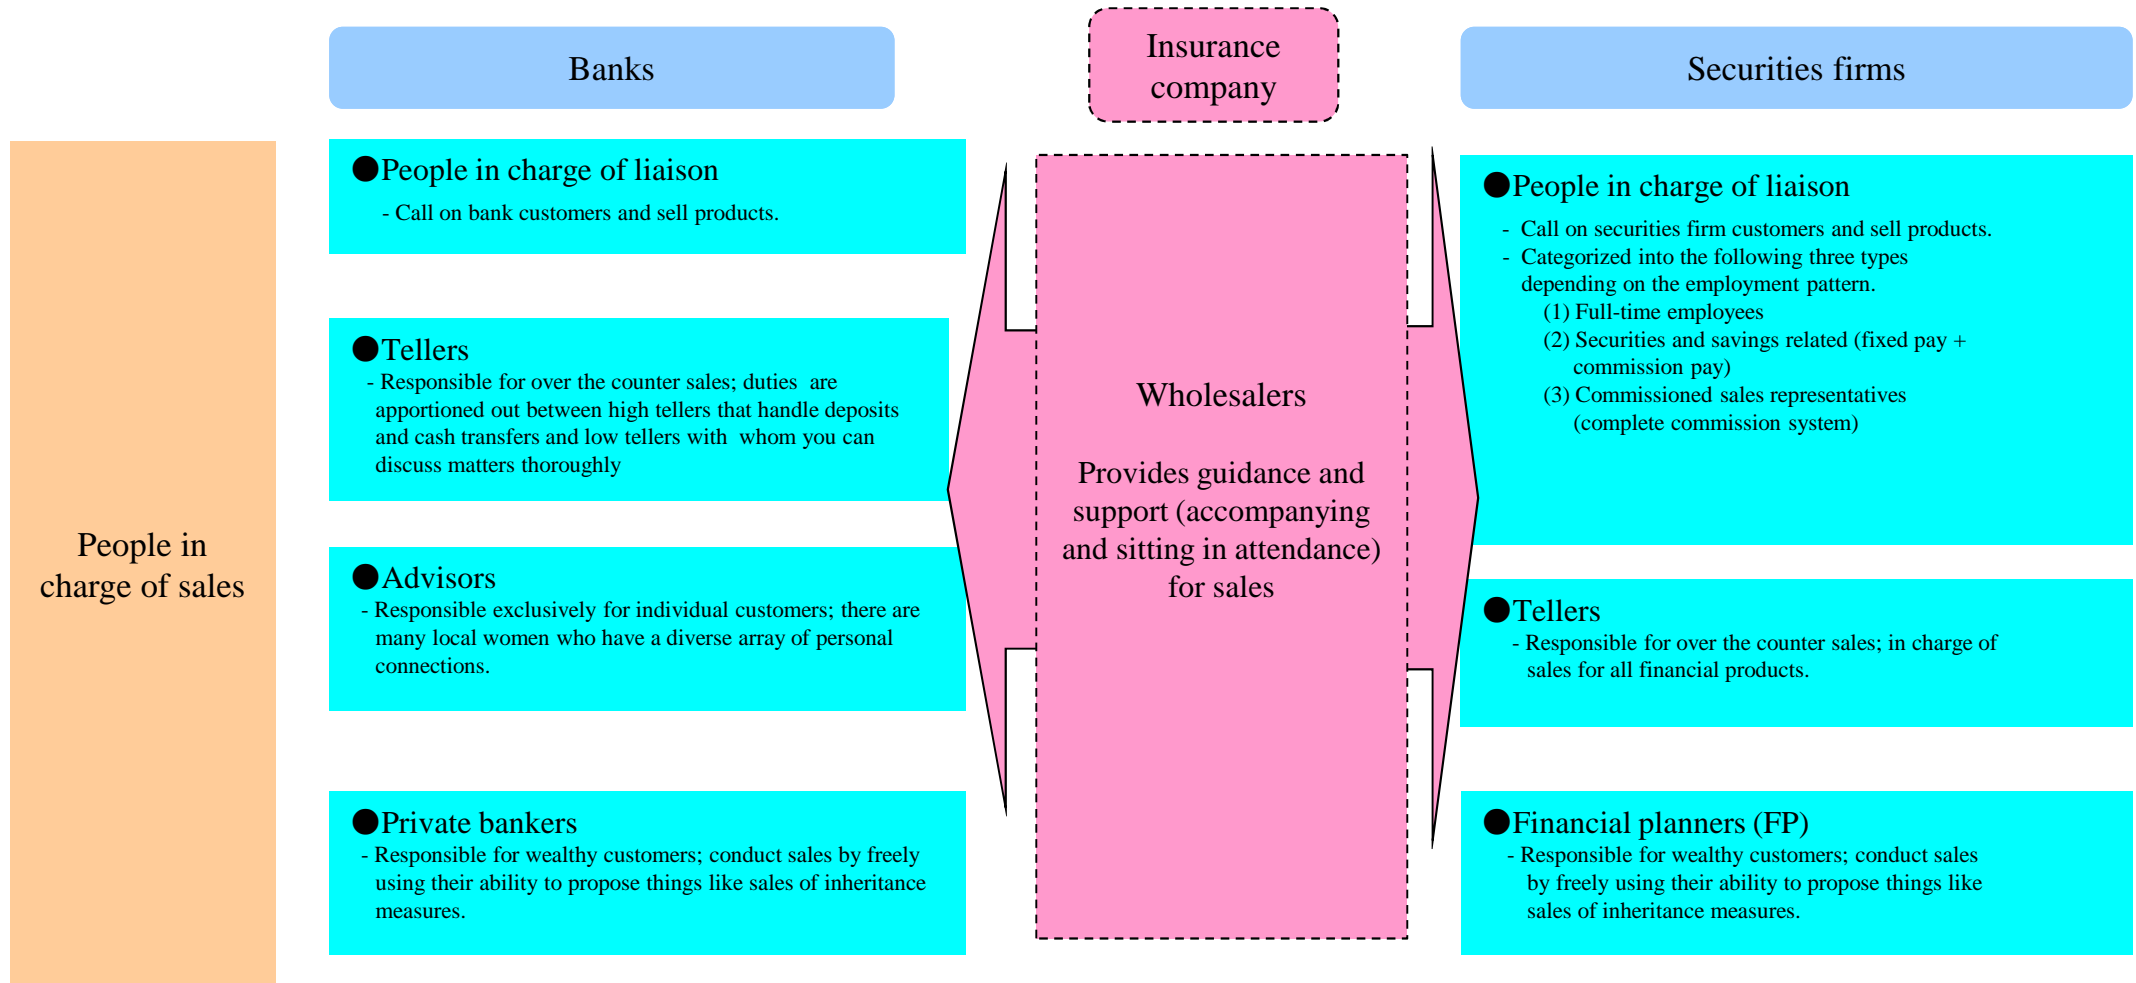 Banks
Insurance
company
Securities firms
People in
charge of sales
●People in charge of liaison
- Call on bank customers and sell products.
●Tellers
- Responsible for over the counter sales; duties are
apportioned out between high tellers that handle deposits
and cash transfers and low tellers with whom you can
discuss matters thoroughly
●Advisors
- Responsible exclusively for individual customers; there are
many local women who have a diverse array of personal
connections.
●Private bankers
- Responsible for wealthy customers; conduct sales by freely
using their ability to propose things like sales of inheritance
measures.
Wholesalers
Provides guidance and
support (accompanying
and sitting in attendance)
for sales
●People in charge of liaison
- Call on securities firm customers and sell products.
- Categorized into the following three types
depending on the employment pattern.
(1) Full-time employees
(2) Securities and savings related (fixed pay +
commission pay)
(3) Commissioned sales representatives
(complete commission system)
●Tellers
- Responsible for over the counter sales; in charge of
sales for all financial products.
●Financial planners (FP)
- Responsible for wealthy customers; conduct sales
by freely using their ability to propose things like
sales of inheritance measures.